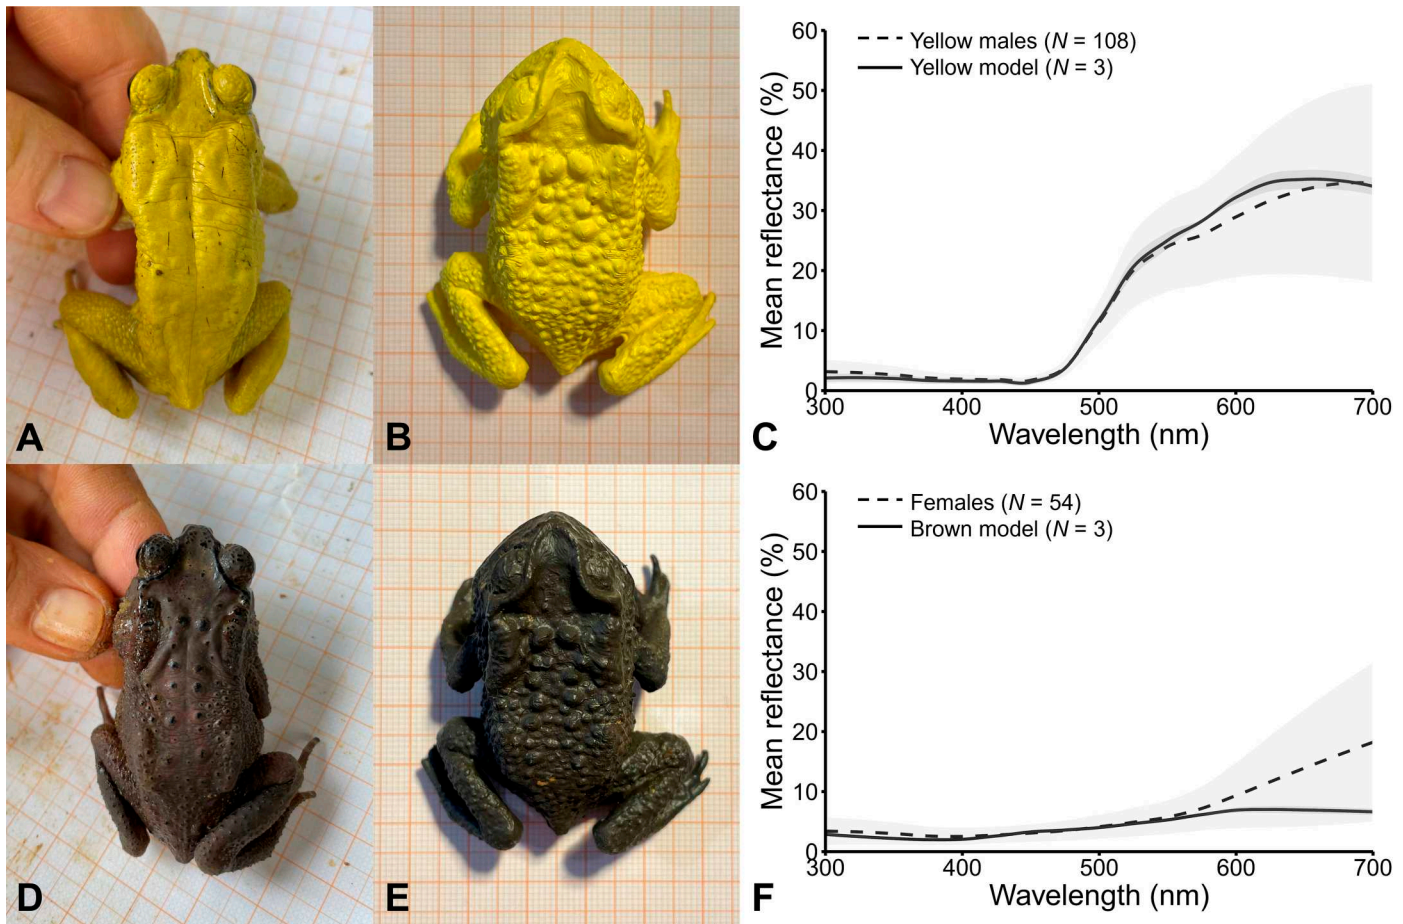 A
B
60
50
40
30
20
10
0
Mean reflectance (%)
Yellow males (N = 108)
Yellow model (N = 3)
300
400
500
600
700
Wavelength (nm)
C
D
E
60
50
40
30
20
10
0
Mean reflectance (%)
Females (N = 54)
Brown model (N = 3)
300
400
500
600
700
Wavelength (nm)
F